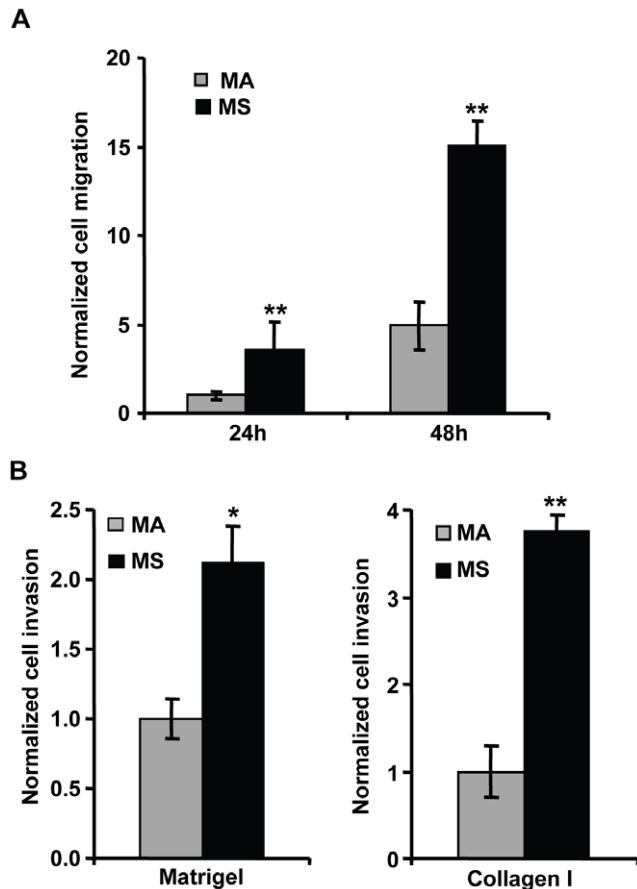 A
Normalized cell migration
20
15
10
5
0
MA
MS
**
**
24h
48h
B
Normalized cell invasion
2.5
2.0
1.5
1.0
0.5
0.0
MA
MS
*
Matrigel
Normalized cell invasion
4
3
2
1
0
MA
MS
**
Collagen I